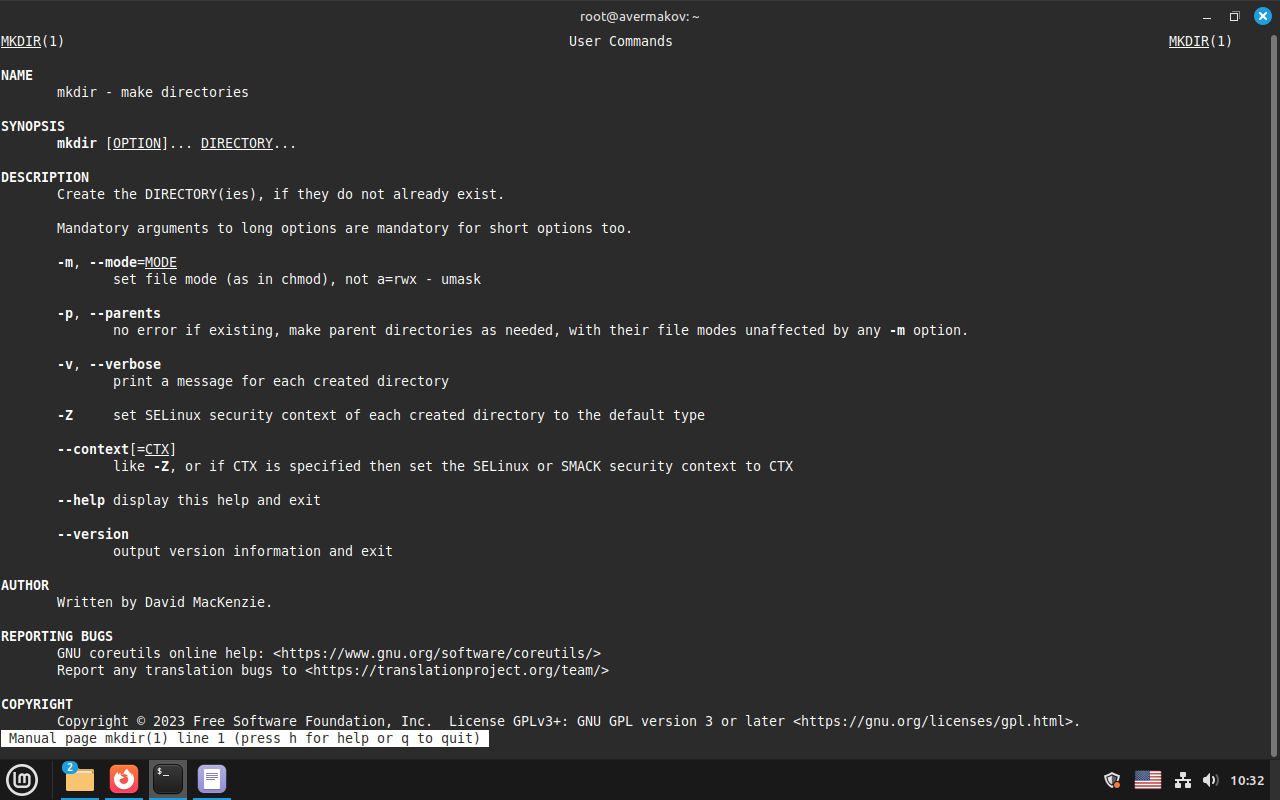 root@avermakov: ~
MKDIR(1) User Commands MKDIR(1)
NAME
mkdir - make directories
SYNOPSIS
mkdir [OPTION]... DIRECTORY...
DESCRIPTION
Create the DIRECTORY(ies), if they do not already exist.
Mandatory arguments to long options are mandatory for short options too.
-m, --mode=MODE
set file mode (as in chmod), not a=rwx - umask
-p, --parents
no error if existing, make parent directories as needed, with their file modes unaffected by any -m option.
-v, --verbose
print a message for each created directory
-Z set SELinux security context of each created directory to the default type
--context[=CTX]
like -Z, or if CTX is specified then set the SELinux or SMACK security context to CTX
--help display this help and exit
--version
output version information and exit
AUTHOR
Written by David MacKenzie.
REPORTING BUGS
GNU coreutils online help: <https://www.gnu.org/software/coreutils/>
Report any translation bugs to <https://translationproject.org/team/>
COPYRIGHT
Copyright © 2023 Free Software Foundation, Inc. License GPLv3+: GNU GPL version 3 or later <https://gnu.org/licenses/gpl.html>.
Manual page mkdir(1) line 1 (press h for help or q to quit)
2
$_
10:32